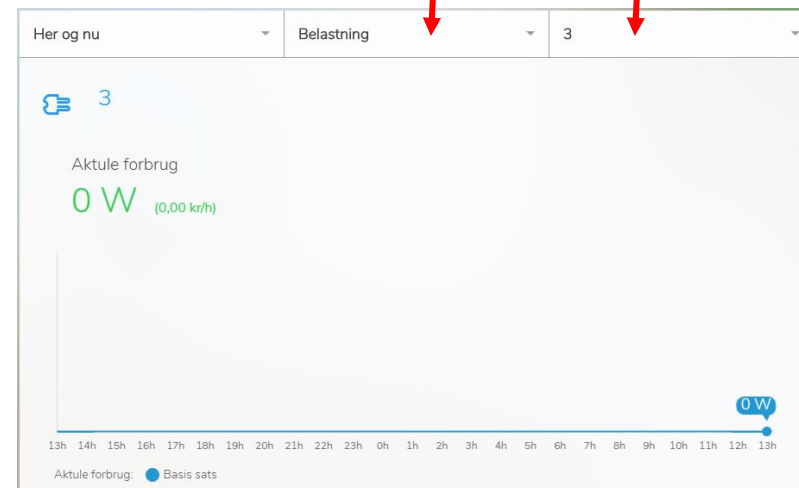 Her og nu Belastning 3
3
Aktule forbrug
0 W (0,00 kr/h)
0 W
13h 14h 15h 16h 17h 18h 19h 20h 21h 22h 23h 0h 1h 2h 3h 4h 5h 6h 7h 8h 9h 10h 11h 12h 13h
Aktule forbrug: Basis sats